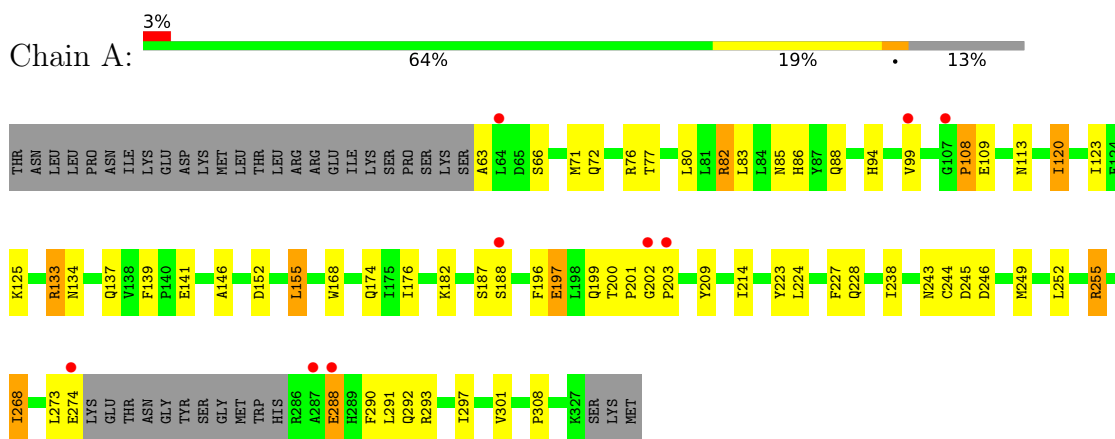 3%
Chain A:
64% 19% • 13%
THR ASN LEU LEU PRO ASN ILE LYS GLU ASP LYS MET LEU THR LEU ARG ARG GLU ILE LYS SER PRO SER LYS SER A63 L64 D65 S66 M71 Q72 R76 T77 L80 L81 R82 L83 L84 N85 H86 Y87 Q88 H94 V99 G107 P108 E109 N113 I120 I123
K125 R133 N134 Q137 V138 F139 P140 E141 A146 D152 L155 W168 Q174 I175 I176 K182 S187 S188 F196 E197 L198 Q199 T200 P201 G202 P203 Y209 I214 Y223 L224 F227 Q228 I238 N243 C244 D245 D246 M249 L252 R255
I268 L273 E274 LYS GLU THR ASN GLY TYR SER GLY MET TRP HIS R286 A287 E288 H289 F290 L291 Q292 R293 I297 V301 P308 K327 SER LYS MET